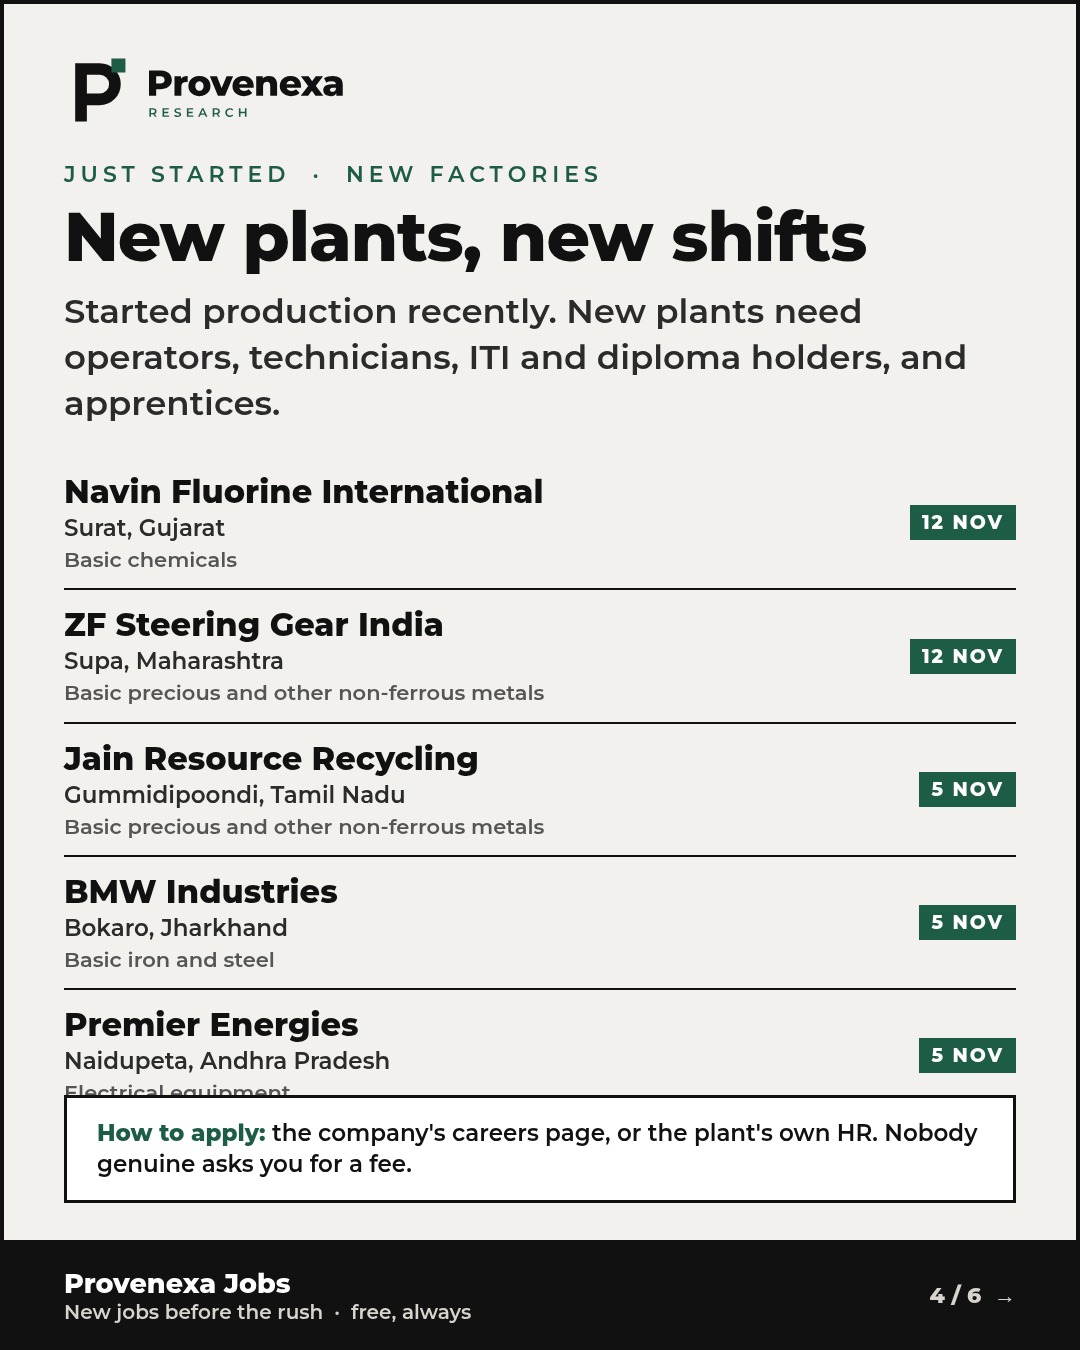 Provenexa
RESEARCH
JUST STARTED · NEW FACTORIES
New plants, new shifts
Started production recently. New plants need
operators, technicians, ITI and diploma holders, and
apprentices.
Navin Fluorine International
Surat, Gujarat
Basic chemicals
12 NOV
ZF Steering Gear India
Supa, Maharashtra
Basic precious and other non-ferrous metals
12 NOV
Jain Resource Recycling
Gummidipoondi, Tamil Nadu
Basic precious and other non-ferrous metals
5 NOV
BMW Industries
Bokaro, Jharkhand
Basic iron and steel
5 NOV
Premier Energies
Naidupeta, Andhra Pradesh
Electrical equipment
5 NOV
How to apply: the company's careers page, or the plant's own HR. Nobody
genuine asks you for a fee.
Provenexa Jobs
New jobs before the rush · free, always
4 / 6 →